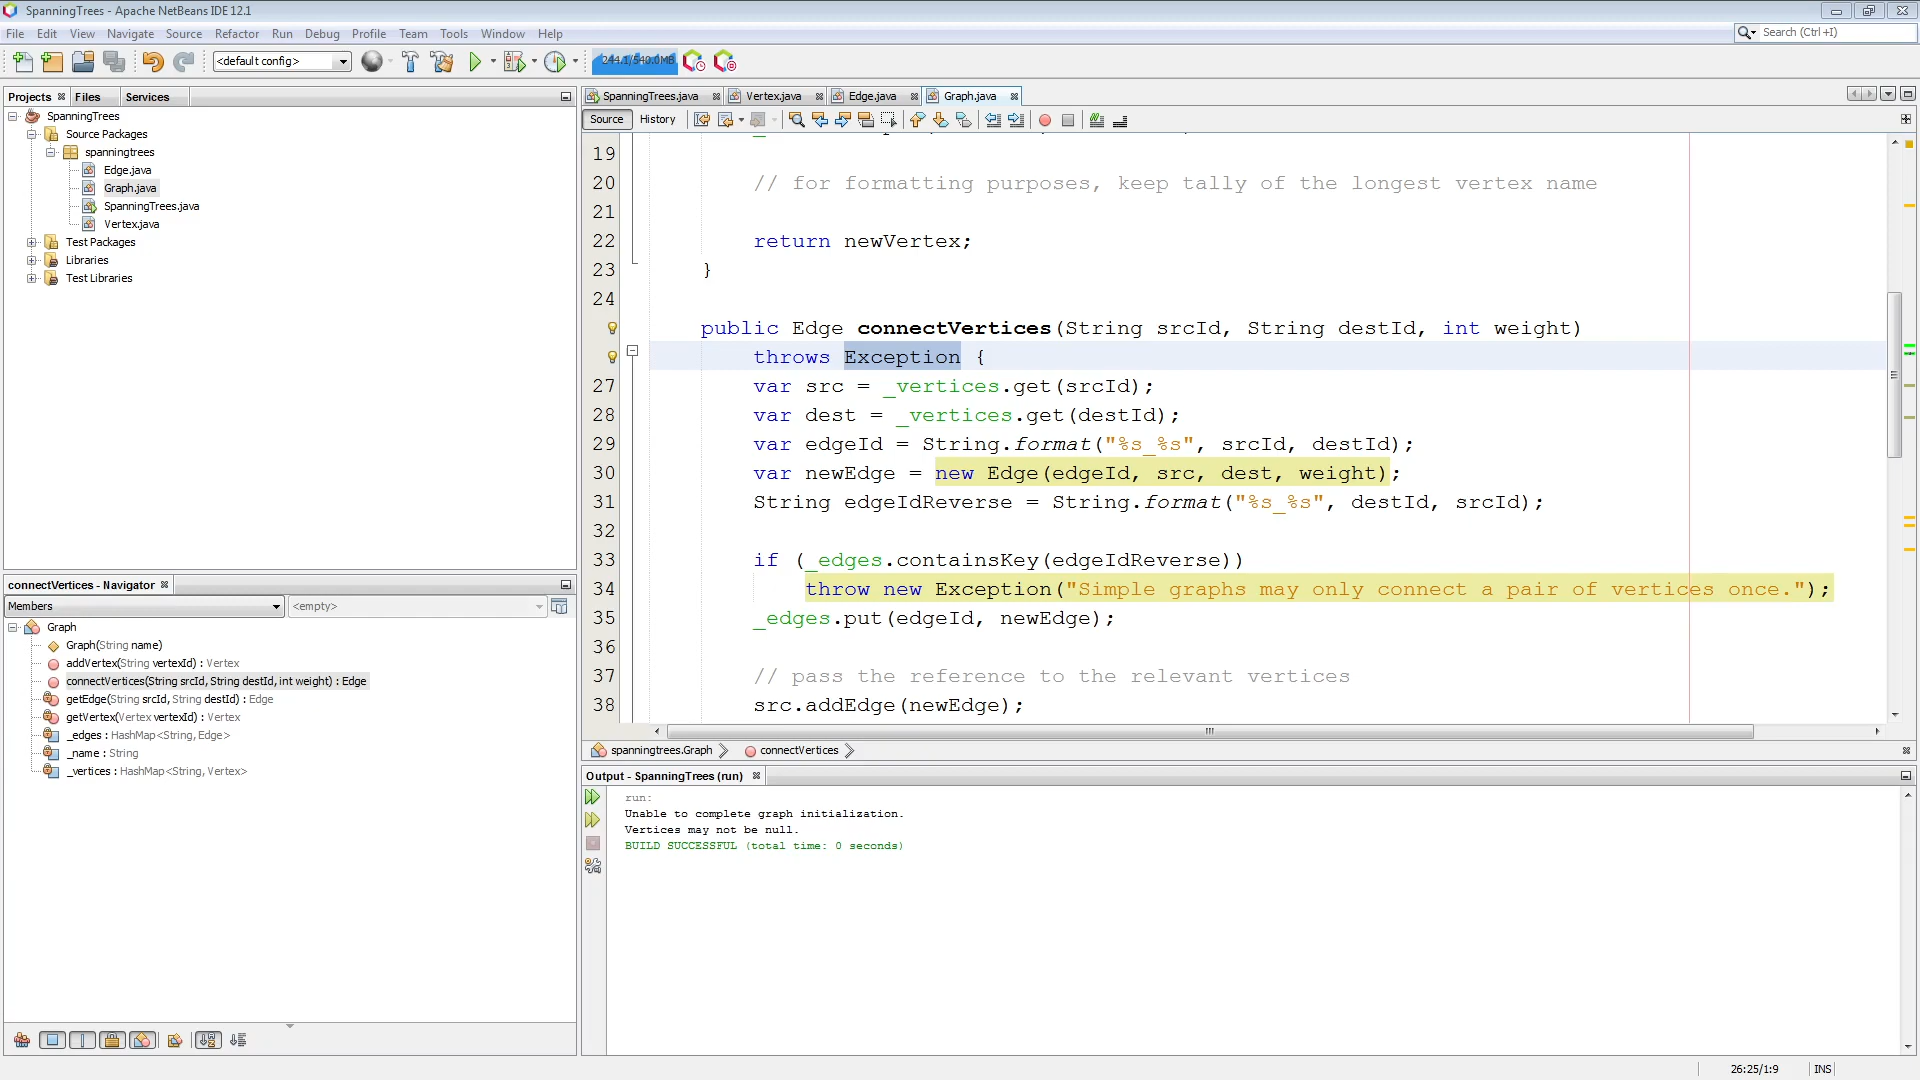 SpanningTrees - Apache NetBeans IDE 12.1
File Edit View Navigate Source Refactor Run Debug Profile Team Tools Window Help
Search (Ctrl+I)
<default config>
244.1/540.0MB
Projects Files Services
SpanningTrees
Source Packages
spanningtrees
Edge.java
Graph.java
SpanningTrees.java
Vertex.java
Test Packages
Libraries
Test Libraries
connectVertices - Navigator
Members <empty>
Graph
Graph(String name)
addVertex(String vertexId) : Vertex
connectVertices(String srcId, String destId, int weight) : Edge
getEdge(String srcId, String destId) : Edge
getVertex(Vertex vertexId) : Vertex
_edges : HashMap<String, Edge>
_name : String
_vertices : HashMap<String, Vertex>
SpanningTrees.java Vertex.java Edge.java Graph.java
Source History
19
20 // for formatting purposes, keep tally of the longest vertex name
21
22 return newVertex;
23 }
24
public Edge connectVertices(String srcId, String destId, int weight)
throws Exception {
27 var src = _vertices.get(srcId);
28 var dest = _vertices.get(destId);
29 var edgeId = String.format("%s_%s", srcId, destId);
30 var newEdge = new Edge(edgeId, src, dest, weight);
31 String edgeIdReverse = String.format("%s_%s", destId, srcId);
32
33 if (_edges.containsKey(edgeIdReverse))
34 throw new Exception("Simple graphs may only connect a pair of vertices once.");
35 _edges.put(edgeId, newEdge);
36
37 // pass the reference to the relevant vertices
38 src.addEdge(newEdge);
spanningtrees.Graph connectVertices
Output - SpanningTrees (run)
run:
Unable to complete graph initialization.
Vertices may not be null.
BUILD SUCCESSFUL (total time: 0 seconds)
26:25/1:9 INS